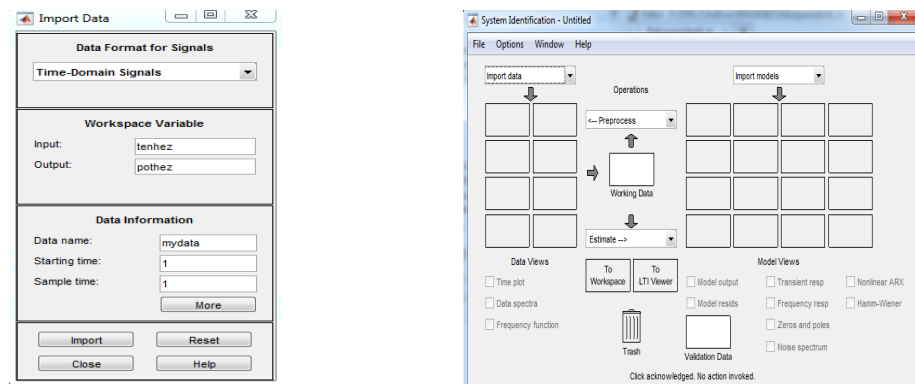 Import Data
Data Format for Signals
Time-Domain Signals
Workspace Variable
Input: tenhez
Output: pothez
Data Information
Data name: mydata
Starting time: 1
Sample time: 1
More
Import Reset
Close Help
System Identification - Untitled
File Options Window Help
Import data
Import models
Operations
<-- Preprocess
Working Data
Estimate -->
Data Views
Time plot
Data spectra
Frequency function
To Workspace
To LTI Viewer
Trash
Model Views
Model output
Transient resp
Nonlinear ARX
Model resids
Frequency resp
Hamm-Wiener
Zeros and poles
Noise spectrum
Validation Data
Click acknowledged. No action invoked.